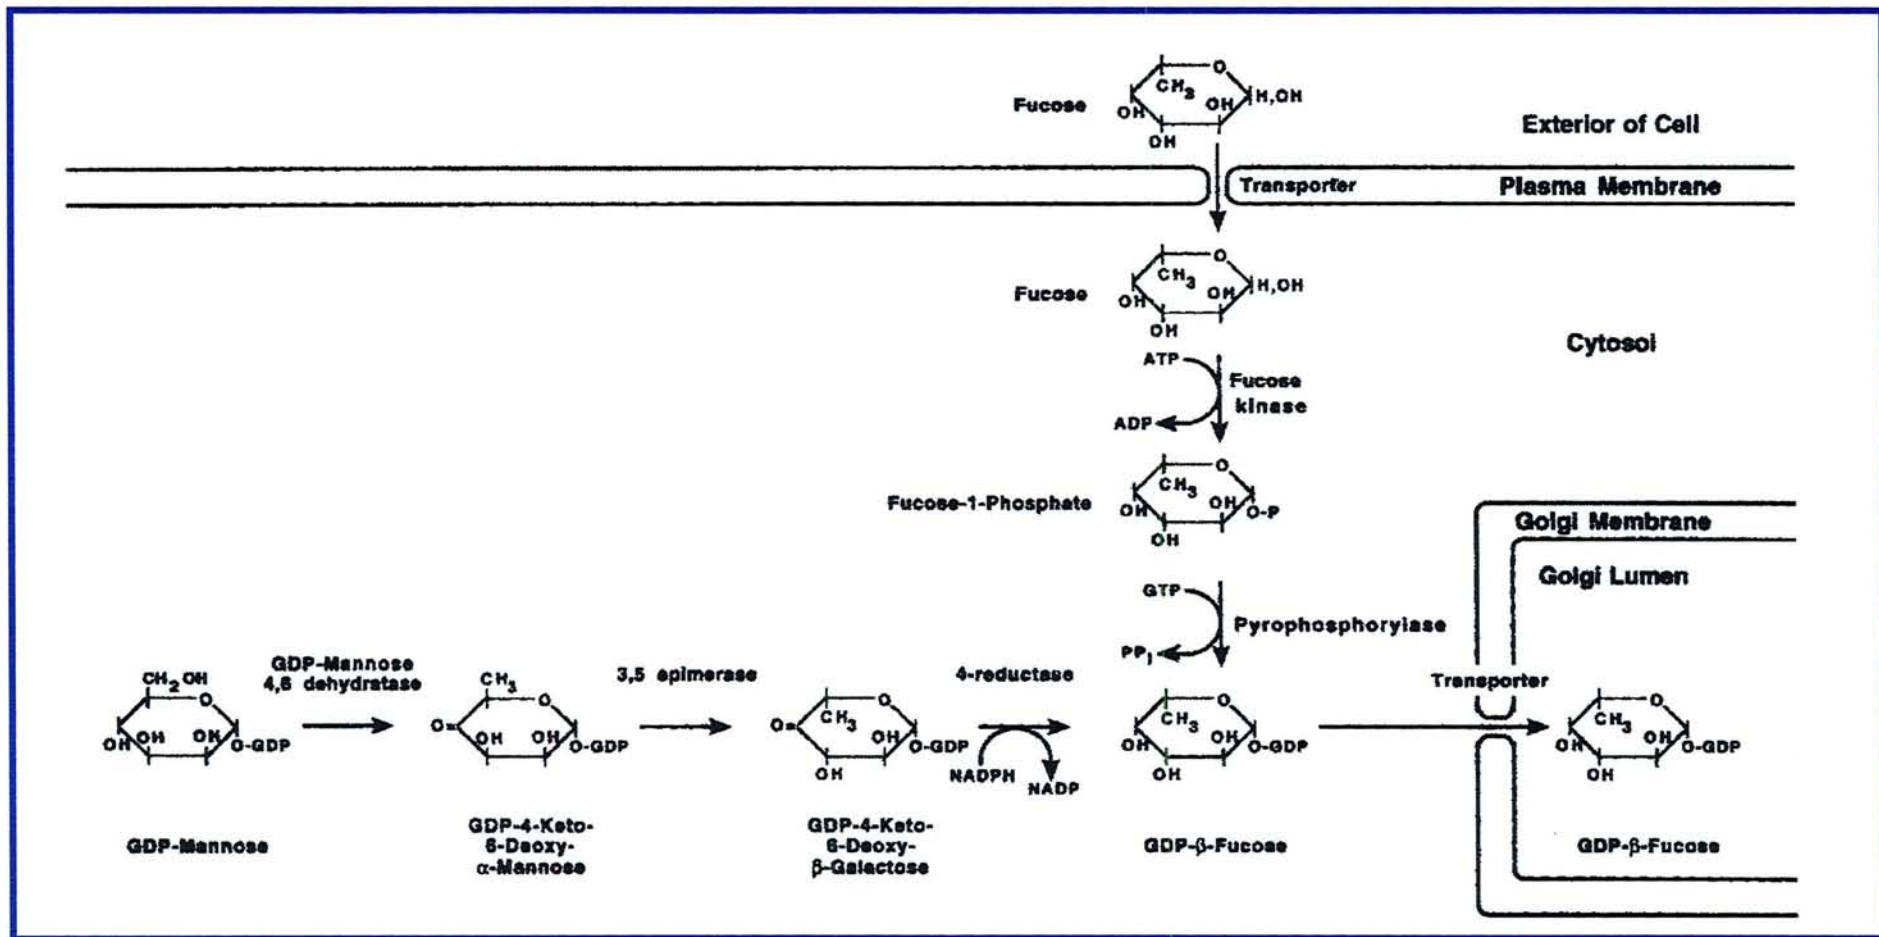 O
CH3
Fucose
OH
H,OH
OH
OH
Exterior of Cell
Transporter
Plasma Membrane
O
CH3
Fucose
OH
H,OH
OH
OH
Cytosol
ATP
Fucose
kinase
ADP
O
CH3
Fucose-1-Phosphate
OH
OH
O-P
OH
Golgi Membrane
Golgi Lumen
GTP
Pyrophosphorylase
PPi
GDP-Mannose
4,6 dehydratase
3,5 epimerase
4-reductase
Transporter
CH2OH
O
OH
OH
OH
O-GDP
CH3
O
O=
OH
OH
O-GDP
O
O=
CH3
OH
O-GDP
OH
NADPH
NADP
O
CH3
OH
OH
O-GDP
OH
O
CH3
OH
OH
O-GDP
OH
GDP-Mannose
GDP-4-Keto-
6-Deoxy-
α-Mannose
GDP-4-Keto-
6-Deoxy-
β-Galactose
GDP-β-Fucose
GDP-β-Fucose